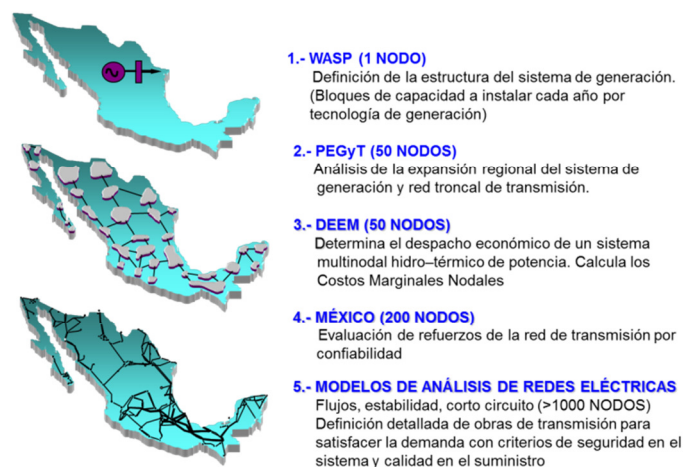 1.- WASP (1 NODO)
Definición de la estructura del sistema de generación.
(Bloques de capacidad a instalar cada año por
tecnología de generación)
2.- PEGyT (50 NODOS)
Análisis de la expansión regional del sistema de
generación y red troncal de transmisión.
3.- DEEM (50 NODOS)
Determina el despacho económico de un sistema
multinodal hidro–térmico de potencia. Calcula los
Costos Marginales Nodales
4.- MÉXICO (200 NODOS)
Evaluación de refuerzos de la red de transmisión por
confiabilidad
5.- MODELOS DE ANÁLISIS DE REDES ELÉCTRICAS
Flujos, estabilidad, corto circuito (>1000 NODOS)
Definición detallada de obras de transmisión para
satisfacer la demanda con criterios de seguridad en el
sistema y calidad en el suministro